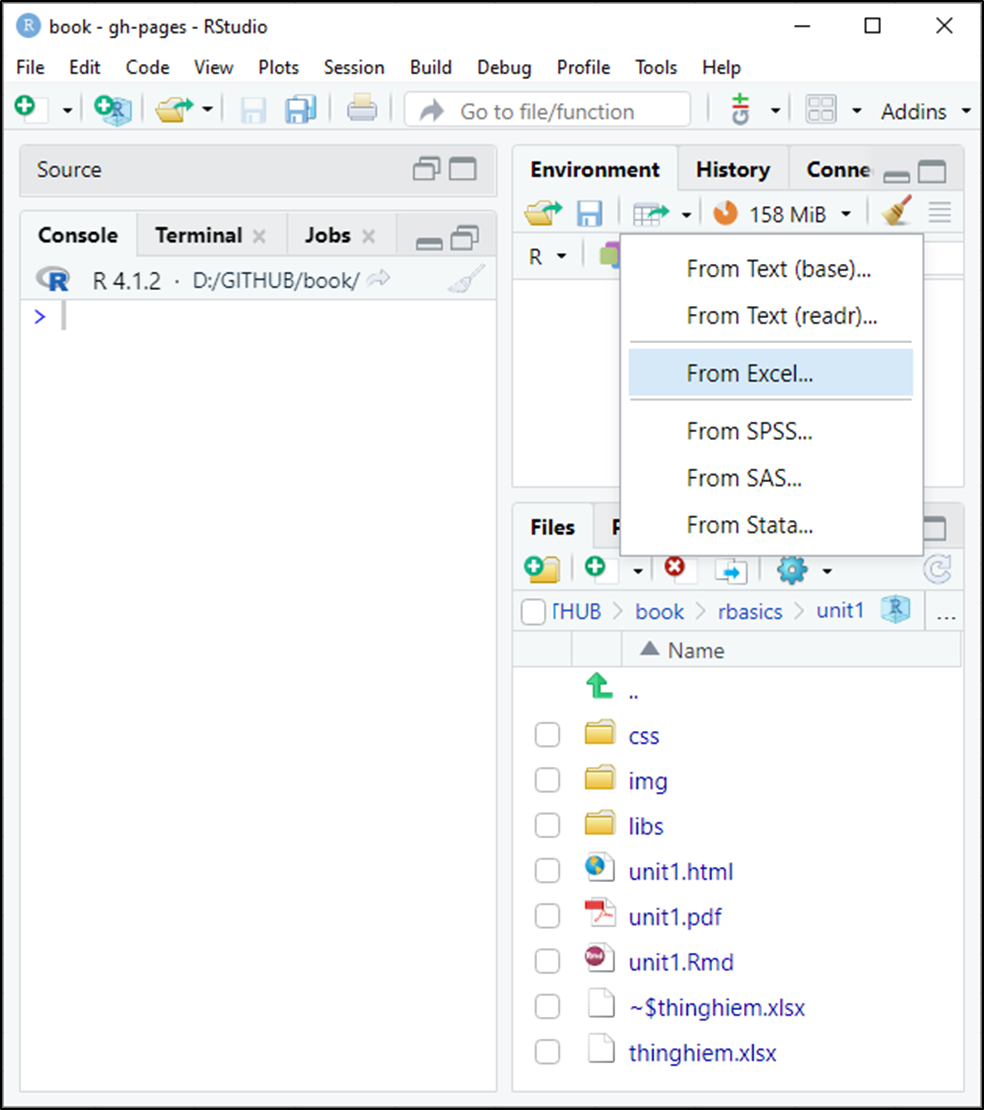 book - gh-pages - RStudio
File Edit Code View Plots Session Build Debug Profile Tools Help
Go to file/function Addins
Source
Console Terminal Jobs
R 4.1.2 · D:/GITHUB/book/
>
Environment History Conne
158 MiB
R
From Text (base)...
From Text (readr)...
From Excel...
From SPSS...
From SAS...
From Stata...
Files P
THUB book rbasics unit1 ...
Name
..
css
img
libs
unit1.html
unit1.pdf
unit1.Rmd
~$thinghiem.xlsx
thinghiem.xlsx